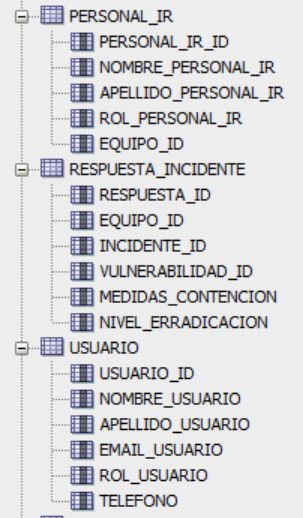 PERSONAL_IR
PERSONAL_IR_ID
NOMBRE_PERSONAL_IR
APELLIDO_PERSONAL_IR
ROL_PERSONAL_IR
EQUIPO_ID
RESPUESTA_INCIDENTE
RESPUESTA_ID
EQUIPO_ID
INCIDENTE_ID
VULNERABILIDAD_ID
MEDIDAS_CONTENCION
NIVEL_ERRADICACION
USUARIO
USUARIO_ID
NOMBRE_USUARIO
APELLIDO_USUARIO
EMAIL_USUARIO
ROL_USUARIO
TELEFONO